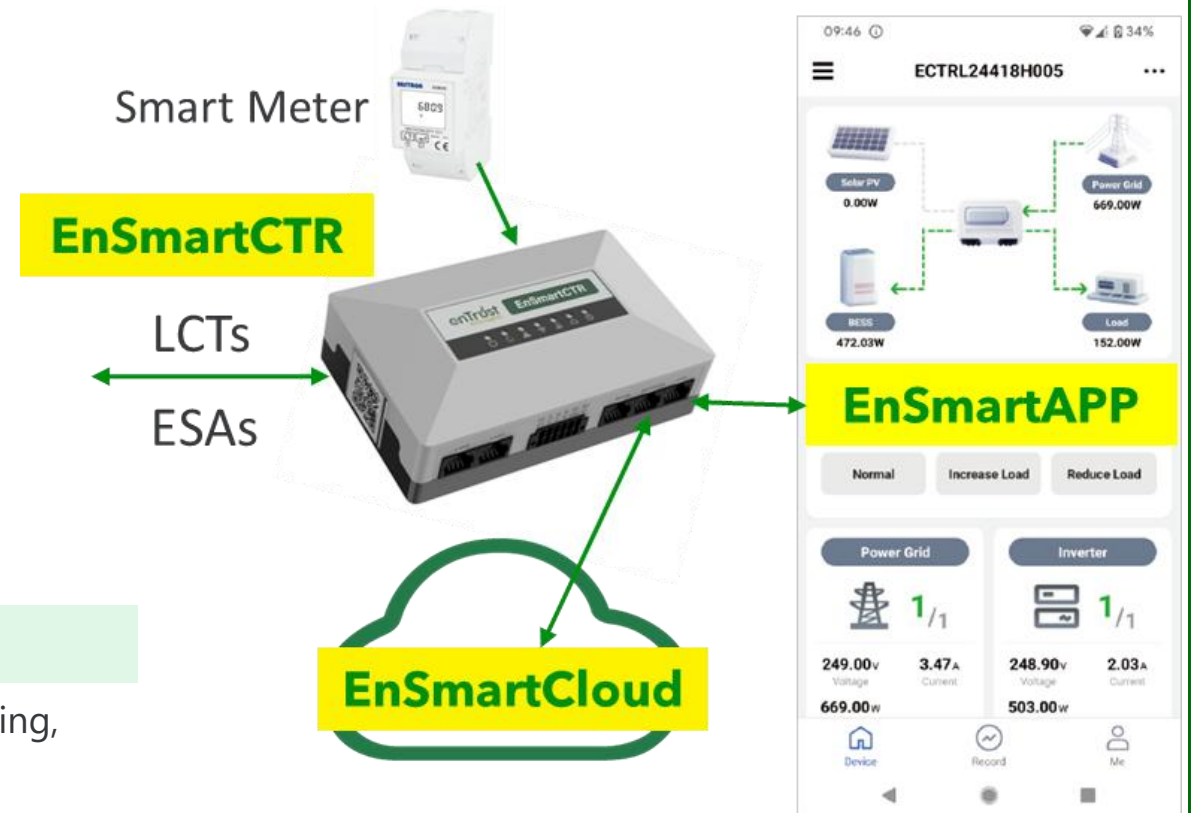 Smart Meter
6809
EnSmartCTR
LCTs
ESAs
enTrust
EnSmartCTR
EnSmartCloud
ing,
09:46
34%
ECTRL24418H005
Solar PV
0.00W
Power Grid
669.00W
BESS
472.03W
Load
152.00W
EnSmartAPP
Normal
Increase Load
Reduce Load
Power Grid
Inverter
1/1
1/1
249.00V
3.47A
248.90V
2.03A
Voltage
Current
Voltage
Current
669.00W
503.00W
Device
Record
Me